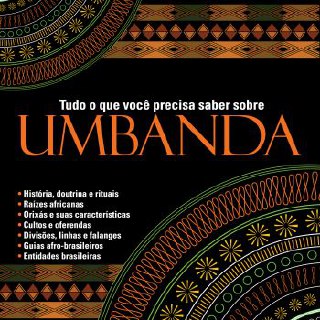 Tudo o que você precisa saber sobre
UMBANDA
• História, doutrina e rituais
• Raízes africanas
• Orixás e suas características
• Cultos e oferendas
• Divisões, linhas e falanges
• Guias afro-brasileiros
• Entidades brasileiras